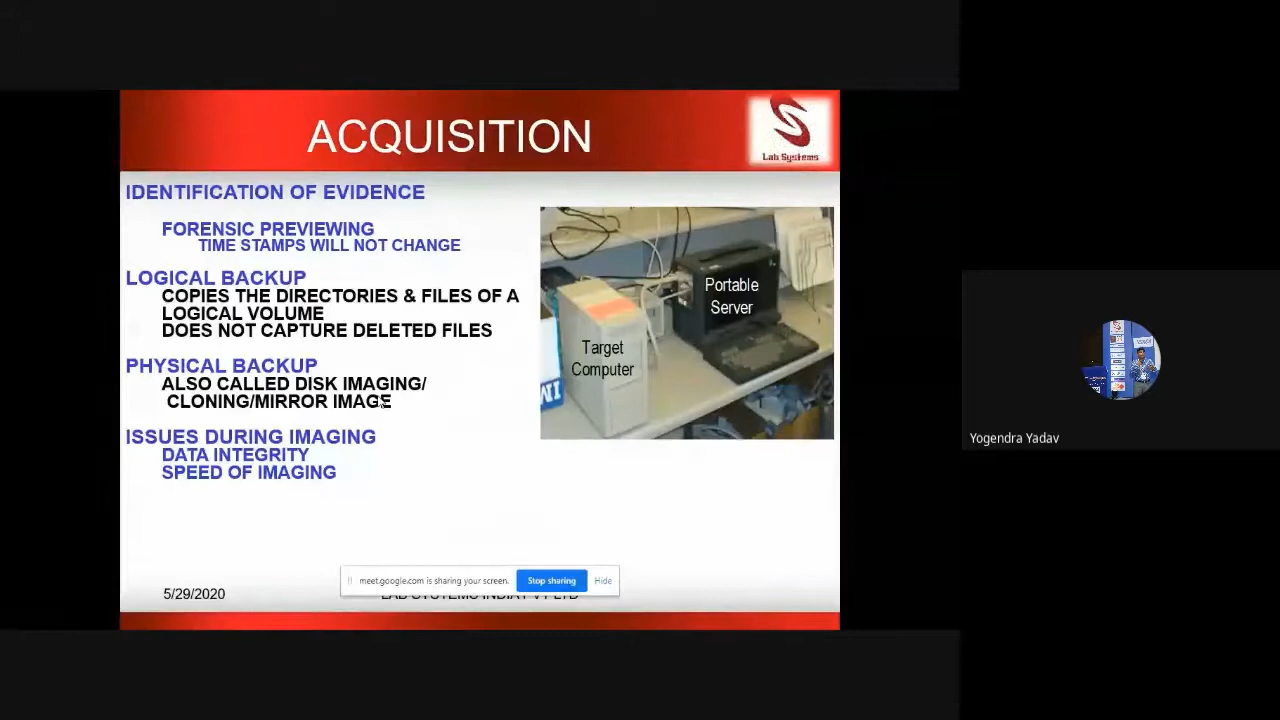 ACQUISITION
Lab Systems
IDENTIFICATION OF EVIDENCE
FORENSIC PREVIEWING
TIME STAMPS WILL NOT CHANGE
LOGICAL BACKUP
COPIES THE DIRECTORIES & FILES OF A
LOGICAL VOLUME
DOES NOT CAPTURE DELETED FILES
PHYSICAL BACKUP
ALSO CALLED DISK IMAGING/
CLONING/MIRROR IMAGE
ISSUES DURING IMAGING
DATA INTEGRITY
SPEED OF IMAGING
Portable
Server
Target
Computer
meet.google.com is sharing your screen.
Stop sharing
Hide
5/29/2020
LAB SYSTEMS
Yogendra Yadav